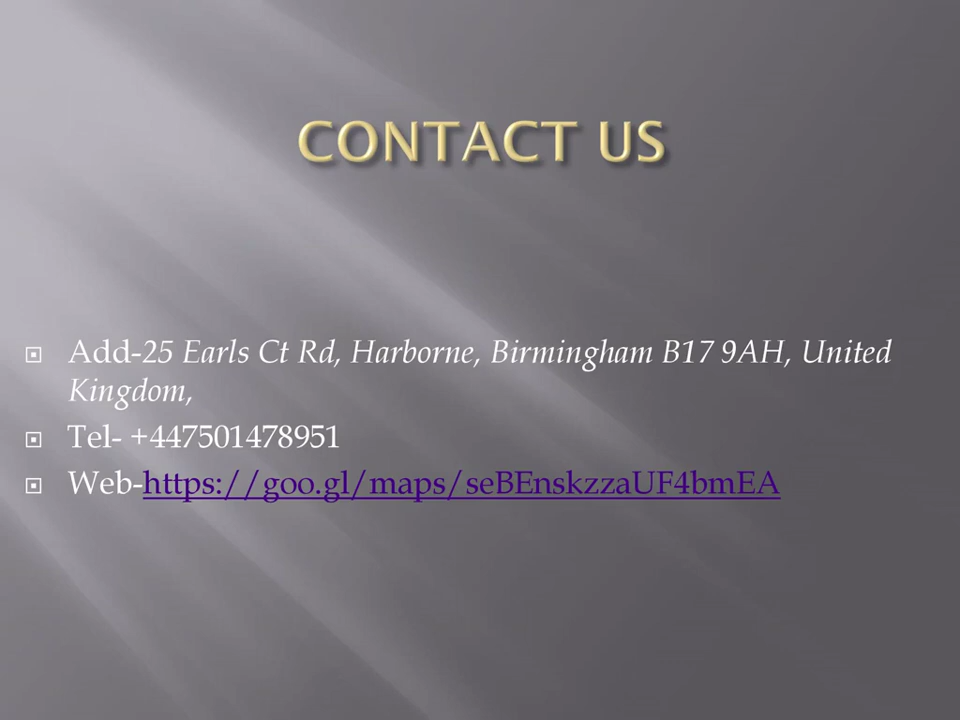 CONTACT US
Add-25 Earls Ct Rd, Harborne, Birmingham B17 9AH, United
Kingdom,
Tel- +447501478951
Web-https://goo.gl/maps/seBEnskzzaUF4bmEA